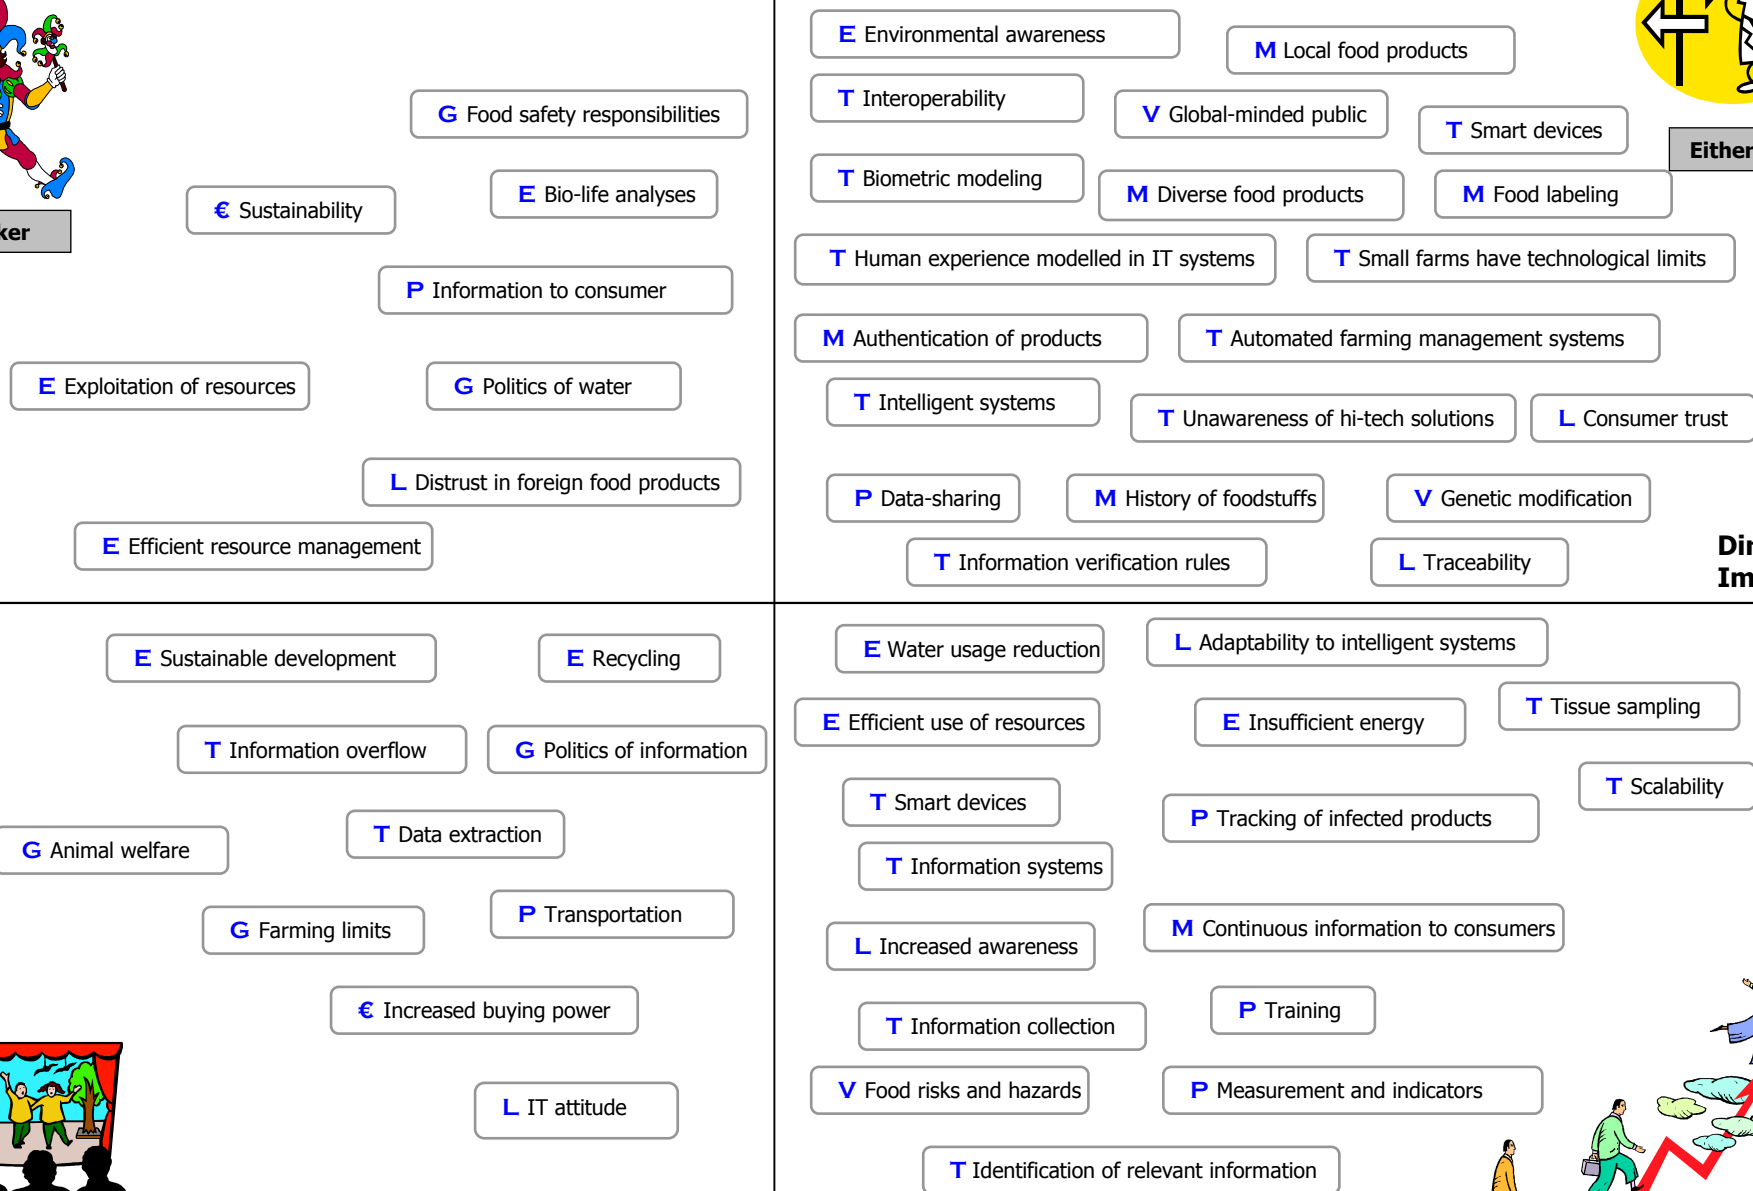 G Food safety responsibilities
€ Sustainability
E Bio-life analyses
ker
P Information to consumer
E Exploitation of resources
G Politics of water
L Distrust in foreign food products
E Efficient resource management
E Environmental awareness
M Local food products
T Interoperability
V Global-minded public
T Smart devices
Either
T Biometric modeling
M Diverse food products
M Food labeling
T Human experience modelled in IT systems
T Small farms have technological limits
M Authentication of products
T Automated farming management systems
T Intelligent systems
T Unawareness of hi-tech solutions
L Consumer trust
P Data-sharing
M History of foodstuffs
V Genetic modification
T Information verification rules
L Traceability
Dir
Im
E Sustainable development
E Recycling
T Information overflow
G Politics of information
T Data extraction
G Animal welfare
P Transportation
G Farming limits
€ Increased buying power
L IT attitude
E Water usage reduction
L Adaptability to intelligent systems
E Efficient use of resources
E Insufficient energy
T Tissue sampling
T Scalability
T Smart devices
P Tracking of infected products
T Information systems
L Increased awareness
M Continuous information to consumers
T Information collection
P Training
V Food risks and hazards
P Measurement and indicators
T Identification of relevant information